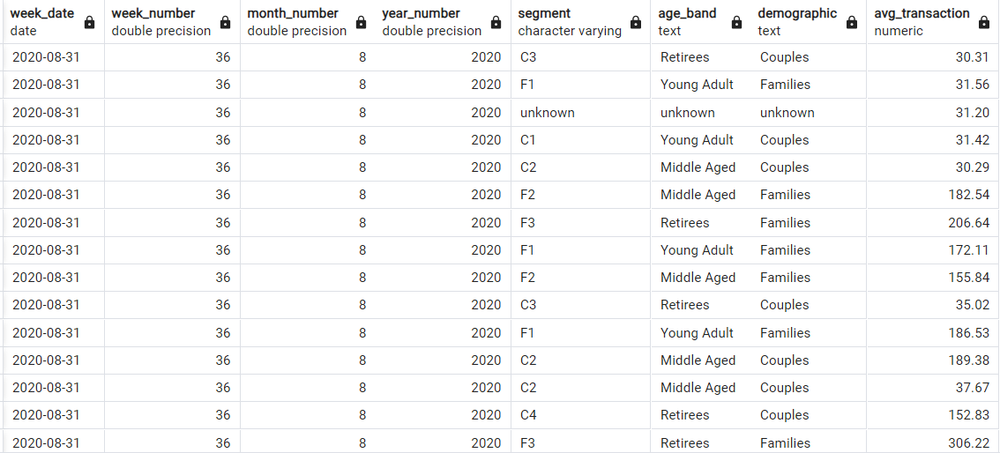 week_date week_number month_number year_number segment age_band demographic avg_transaction
date double precision double precision double precision character varying text text numeric
2020-08-31 36 8 2020 C3 Retirees Couples 30.31
2020-08-31 36 8 2020 F1 Young Adult Families 31.56
2020-08-31 36 8 2020 unknown unknown unknown 31.20
2020-08-31 36 8 2020 C1 Young Adult Couples 31.42
2020-08-31 36 8 2020 C2 Middle Aged Couples 30.29
2020-08-31 36 8 2020 F2 Middle Aged Families 182.54
2020-08-31 36 8 2020 F3 Retirees Families 206.64
2020-08-31 36 8 2020 F1 Young Adult Families 172.11
2020-08-31 36 8 2020 F2 Middle Aged Families 155.84
2020-08-31 36 8 2020 C3 Retirees Couples 35.02
2020-08-31 36 8 2020 F1 Young Adult Families 186.53
2020-08-31 36 8 2020 C2 Middle Aged Couples 189.38
2020-08-31 36 8 2020 C2 Middle Aged Couples 37.67
2020-08-31 36 8 2020 C4 Retirees Couples 152.83
2020-08-31 36 8 2020 F3 Retirees Families 306.22